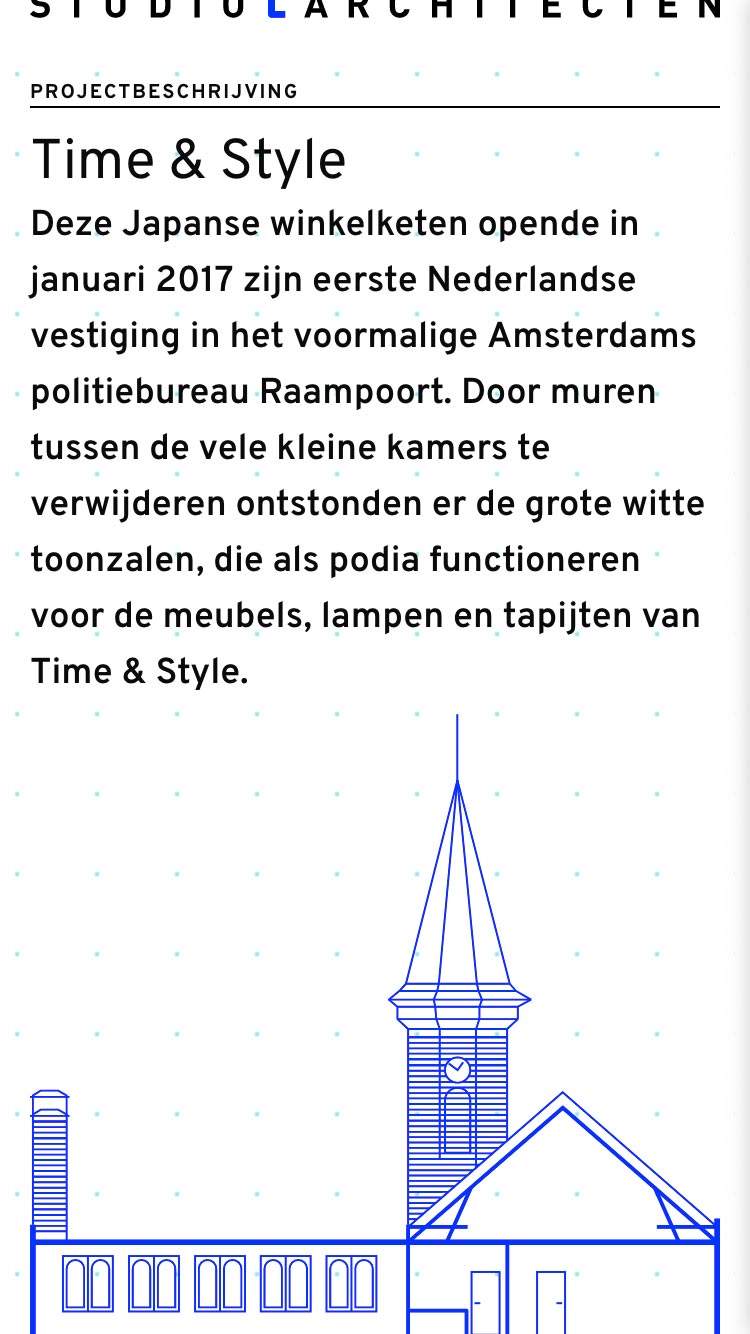 STUDIOLARCHITECTEN
PROJECTBESCHRIJVING
Time & Style
Deze Japanse winkelketen opende in
januari 2017 zijn eerste Nederlandse
vestiging in het voormalige Amsterdams
politiebureau Raampoort. Door muren
tussen de vele kleine kamers te
verwijderen ontstonden er de grote witte
toonzalen, die als podia functioneren
voor de meubels, lampen en tapijten van
Time & Style.